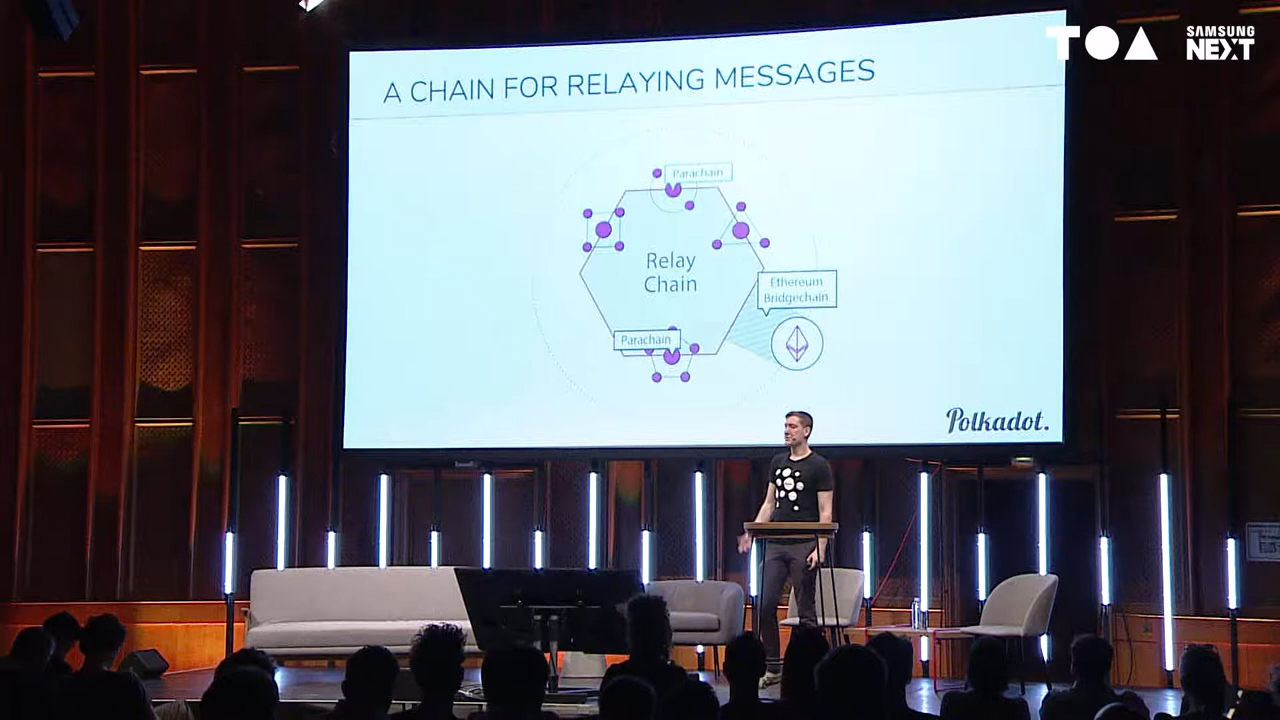 TOA
SAMSUNG
NEXT
A CHAIN FOR RELAYING MESSAGES
Parachain
Relay
Chain
Ethereum
Bridgechain
Parachain
Polkadot.